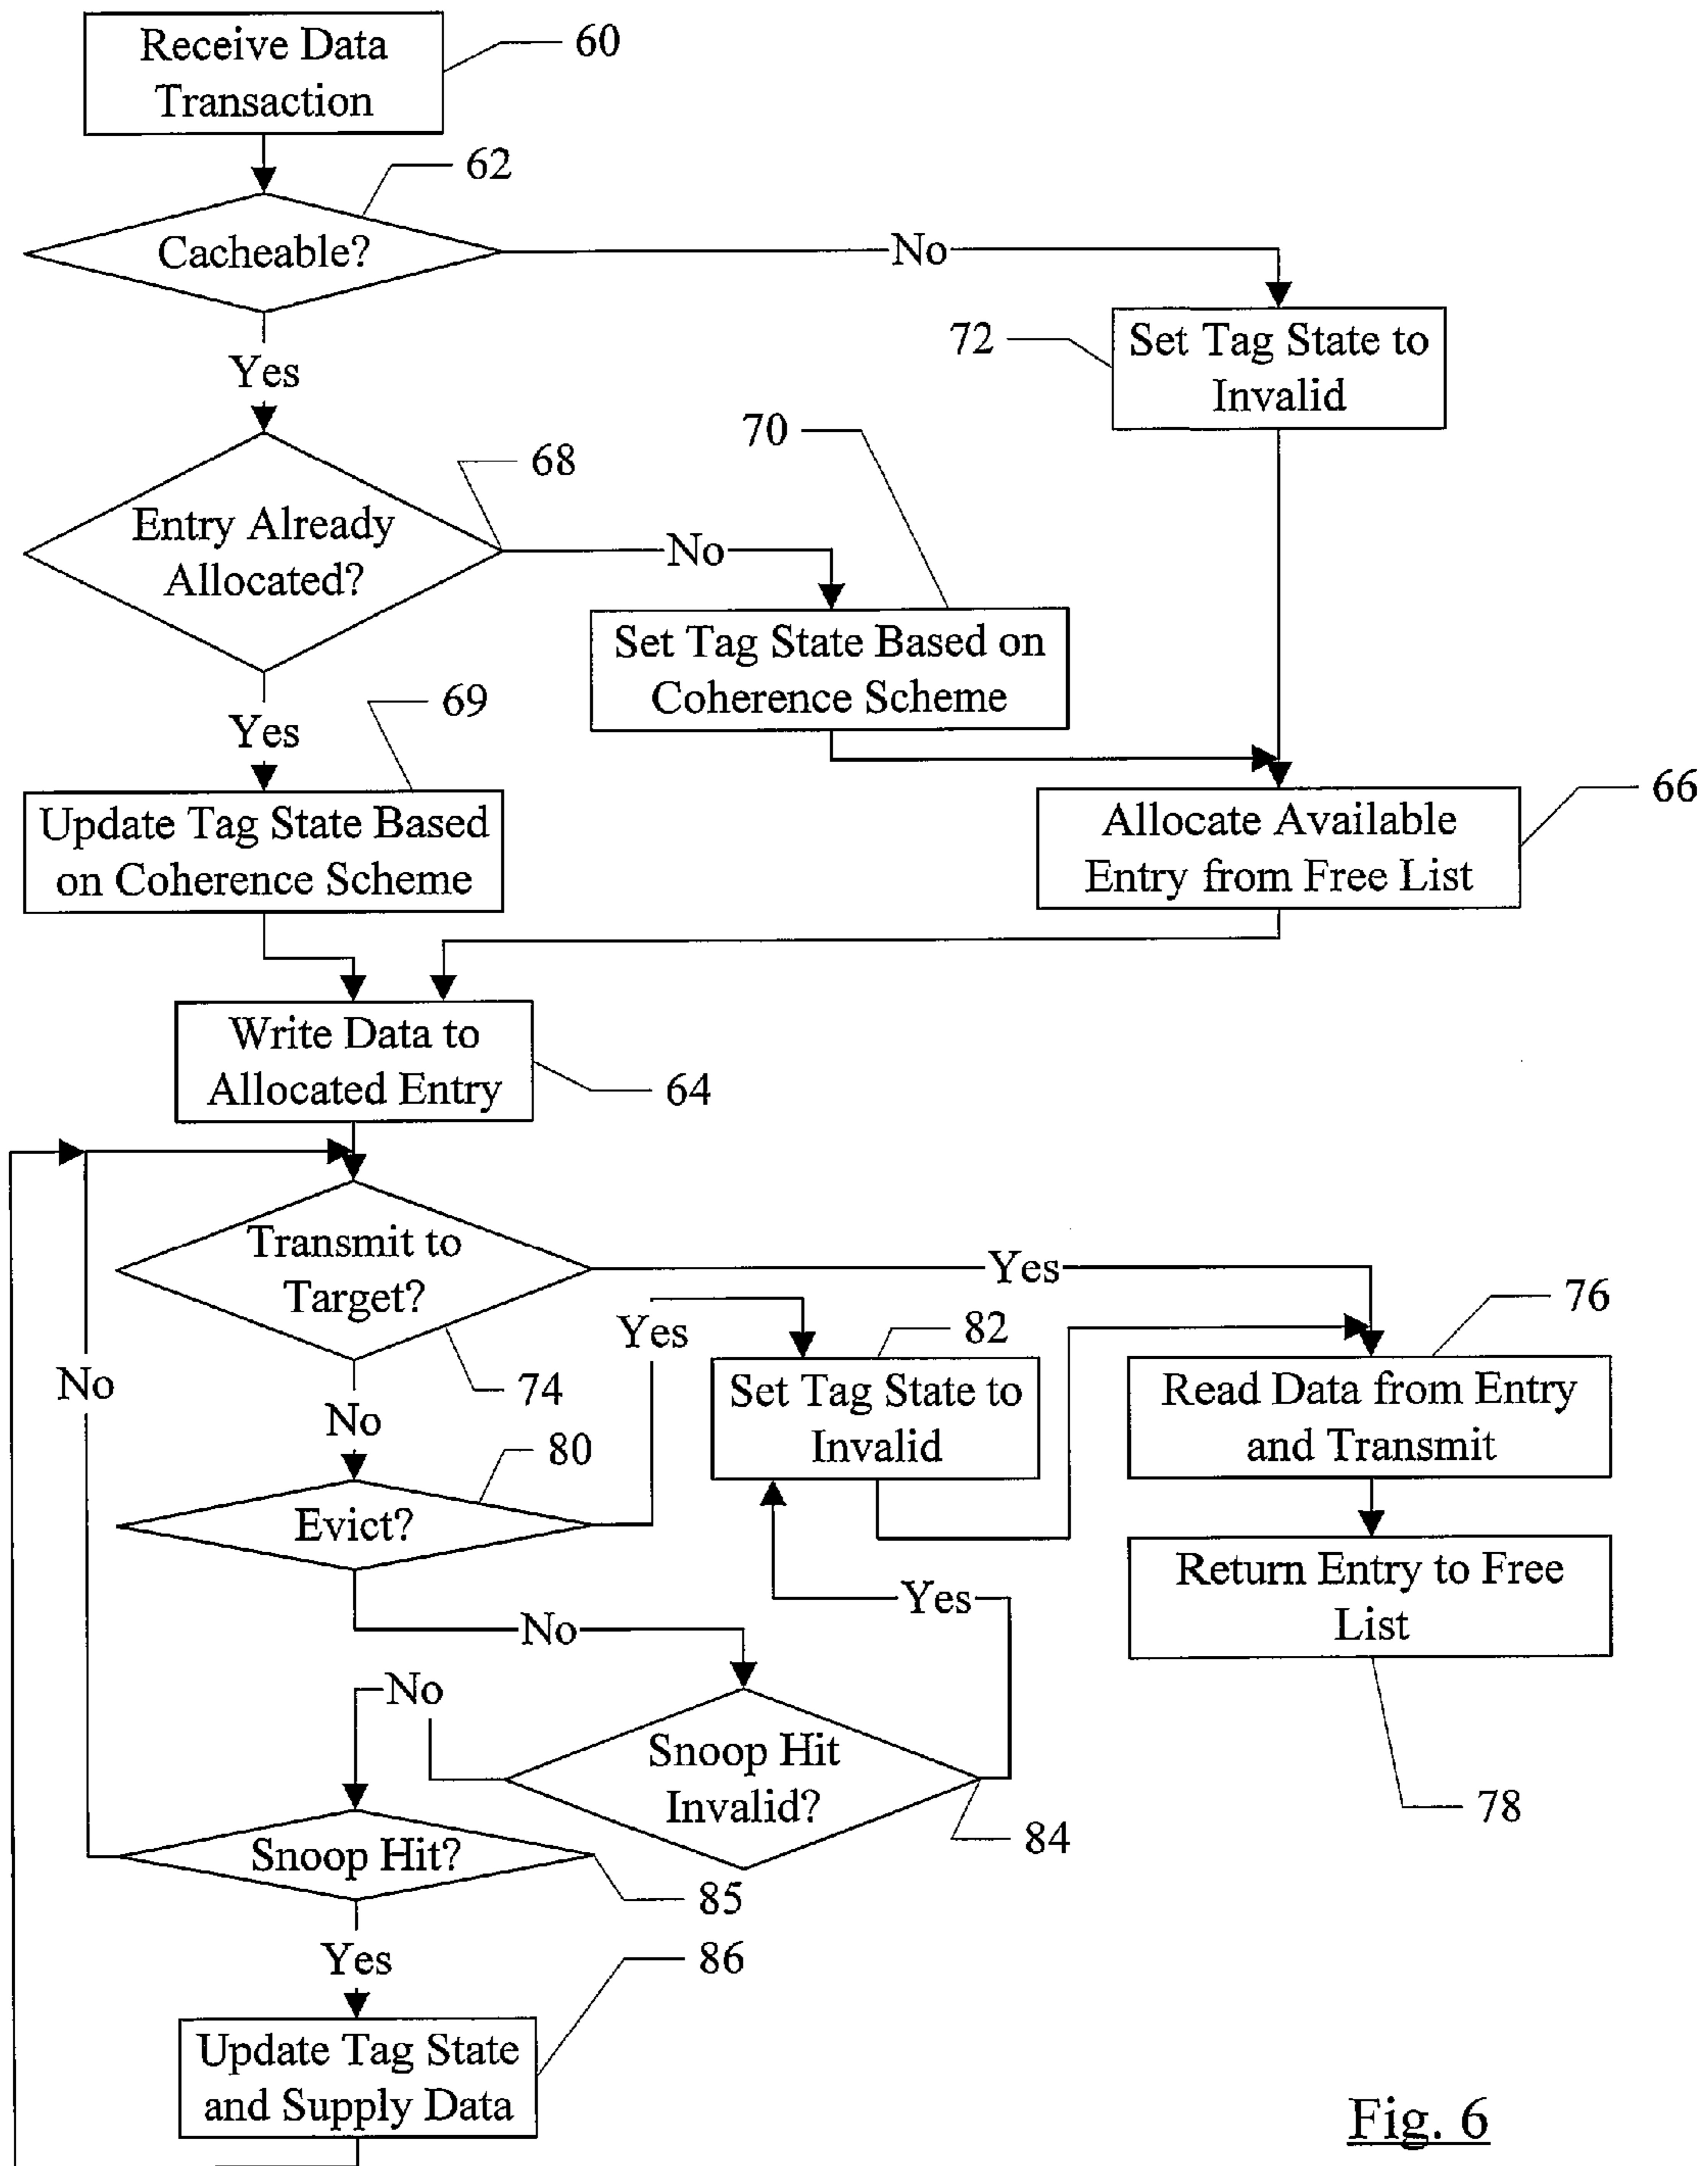 Receive Data
Transaction
60
62
Cacheable?
No
Yes
72
Set Tag State to
Invalid
70
68
Entry Already
Allocated?
No
Set Tag State Based on
Coherence Scheme
Yes
69
66
Update Tag State Based
on Coherence Scheme
Allocate Available
Entry from Free List
Write Data to
Allocated Entry
64
Transmit to
Target?
Yes
76
Yes
82
No
74
Set Tag State to
Invalid
Read Data from Entry
and Transmit
No
80
Evict?
Return Entry to Free
List
Yes
No
No
Snoop Hit
Invalid?
78
84
Snoop Hit?
85
Yes
86
Update Tag State
and Supply Data
Fig. 6